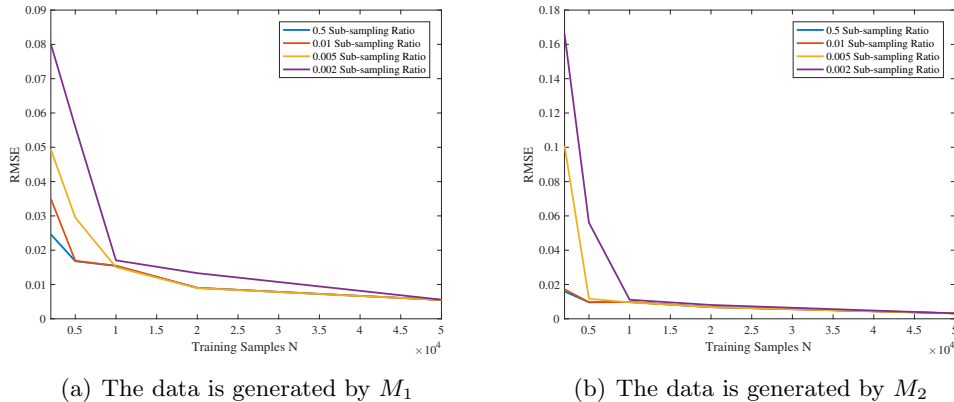 0.09
0.08
0.07
0.06
0.05
0.04
0.03
0.02
0.01
0
RMSE
0.5 Sub-sampling Ratio
0.01 Sub-sampling Ratio
0.005 Sub-sampling Ratio
0.002 Sub-sampling Ratio
0.5 1 1.5 2 2.5 3 3.5 4 4.5 5
Training Samples N
×10⁴
(a) The data is generated by M₁
0.18
0.16
0.14
0.12
0.1
0.08
0.06
0.04
0.02
0
RMSE
0.5 Sub-sampling Ratio
0.01 Sub-sampling Ratio
0.005 Sub-sampling Ratio
0.002 Sub-sampling Ratio
0.5 1 1.5 2 2.5 3 3.5 4 4.5 5
Training Samples N
×10⁴
(b) The data is generated by M₂